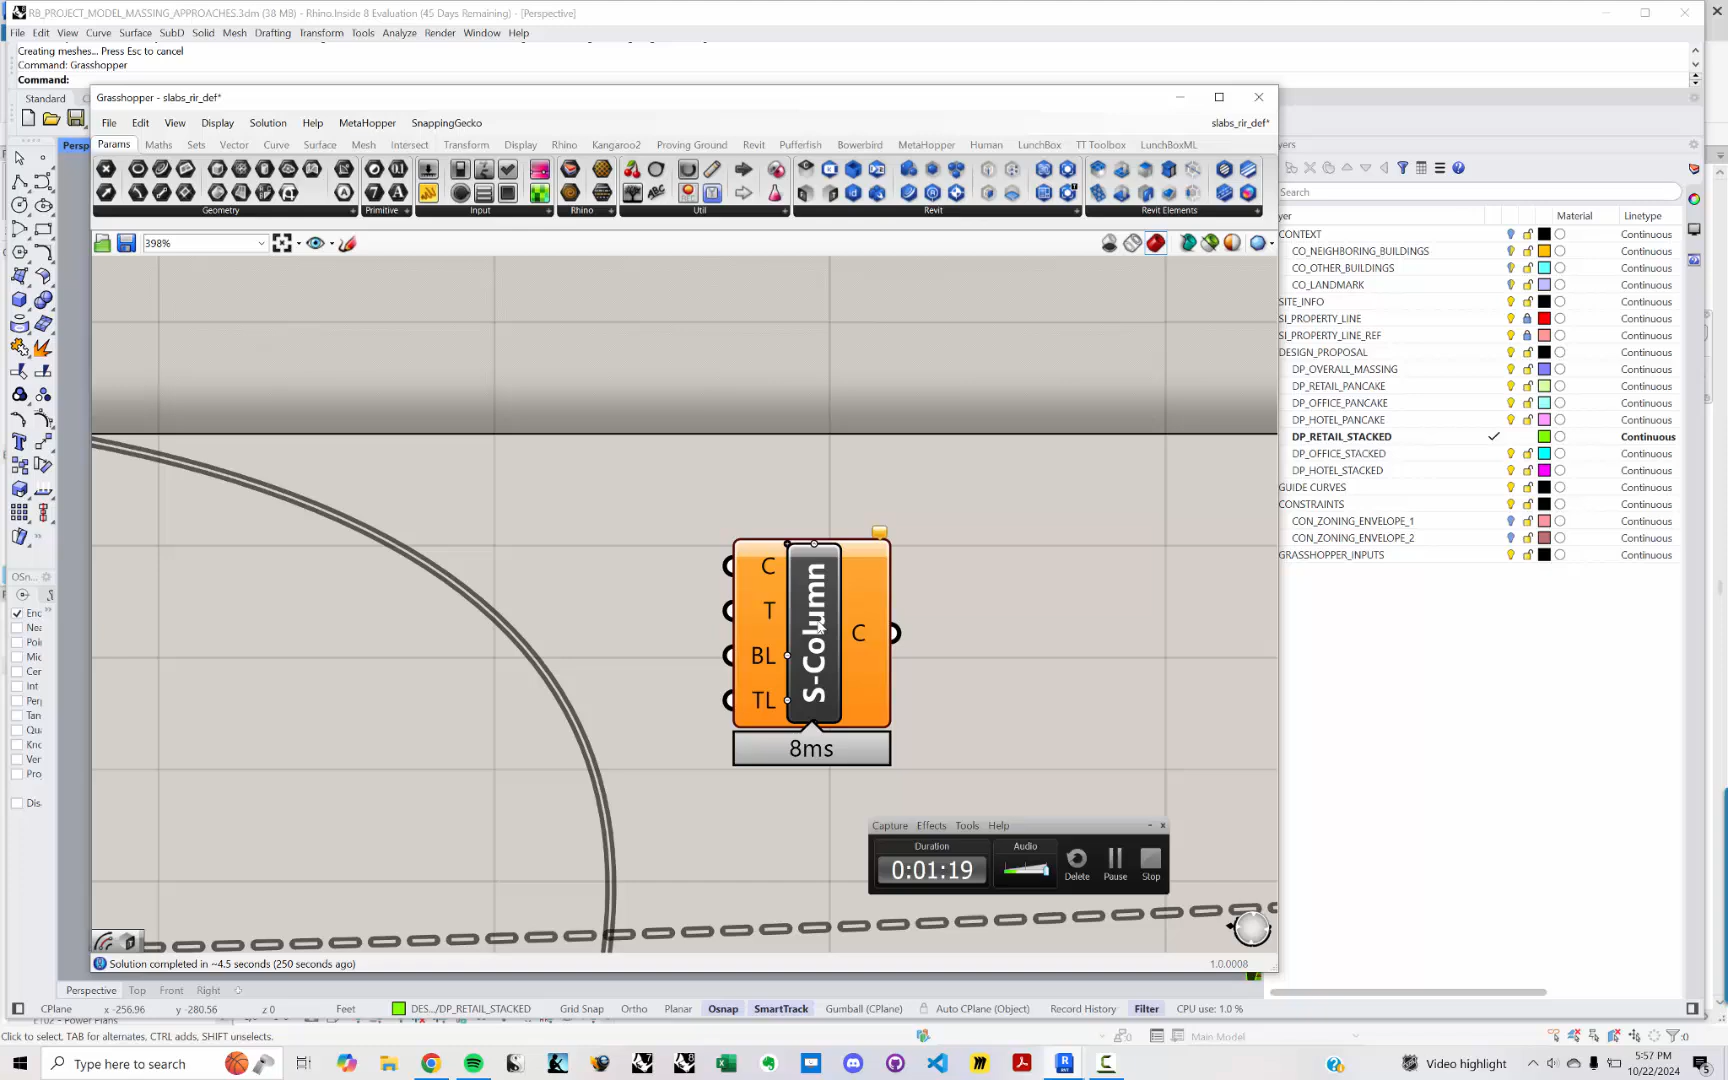 RB_PROJECT_MODEL_MASSING_APPROACHES.3dm (38 MB) - Rhino.Inside 8 Evaluation (45 Days Remaining) - [Perspective]
File Edit View Curve Surface SubD Solid Mesh Drafting Transform Tools Analyze Render Window Help
Creating meshes... Press Esc to cancel
Command: Grasshopper
Command:
Standard
Grasshopper - slabs_rir_def*
File Edit View Display Solution Help MetaHopper SnappingGecko
slabs_rir_def*
Params Maths Sets Vector Curve Surface Mesh Intersect Transform Display Rhino Kangaroo2 Proving Ground Revit Pufferfish Bowerbird MetaHopper Human LunchBox TT Toolbox LunchBoxML
Geometry Primitive Input Rhino Util Revit Revit Elements
398%
Search
Material Linetype
CONTEXT Continuous
CO_NEIGHBORING_BUILDINGS Continuous
CO_OTHER_BUILDINGS Continuous
CO_LANDMARK Continuous
SITE_INFO Continuous
SI_PROPERTY_LINE Continuous
SI_PROPERTY_LINE_REF Continuous
DESIGN_PROPOSAL Continuous
DP_OVERALL_MASSING Continuous
DP_RETAIL_PANCAKE Continuous
DP_OFFICE_PANCAKE Continuous
DP_HOTEL_PANCAKE Continuous
DP_RETAIL_STACKED Continuous
DP_OFFICE_STACKED Continuous
DP_HOTEL_STACKED Continuous
GUIDE CURVES Continuous
CONSTRAINTS Continuous
CON_ZONING_ENVELOPE_1 Continuous
CON_ZONING_ENVELOPE_2 Continuous
GRASSHOPPER_INPUTS Continuous
C
T
BL
TL
S-Column
C
8ms
Capture Effects Tools Help
Duration
0:01:19
Audio
Delete Pause Stop
Solution completed in ~4.5 seconds (250 seconds ago)
1.0.0008
Perspective Top Front Right
CPlane x -256.96 y -280.56 z 0 Feet DES.../DP_RETAIL_STACKED Grid Snap Ortho Planar Osnap SmartTrack Gumball (CPlane) Auto CPlane (Object) Record History Filter CPU use: 1.0 %
Click to select, TAB for alternates, CTRL adds, SHIFT unselects.
Main Model
:0
Type here to search
Video highlight
5:57 PM
10/22/2024